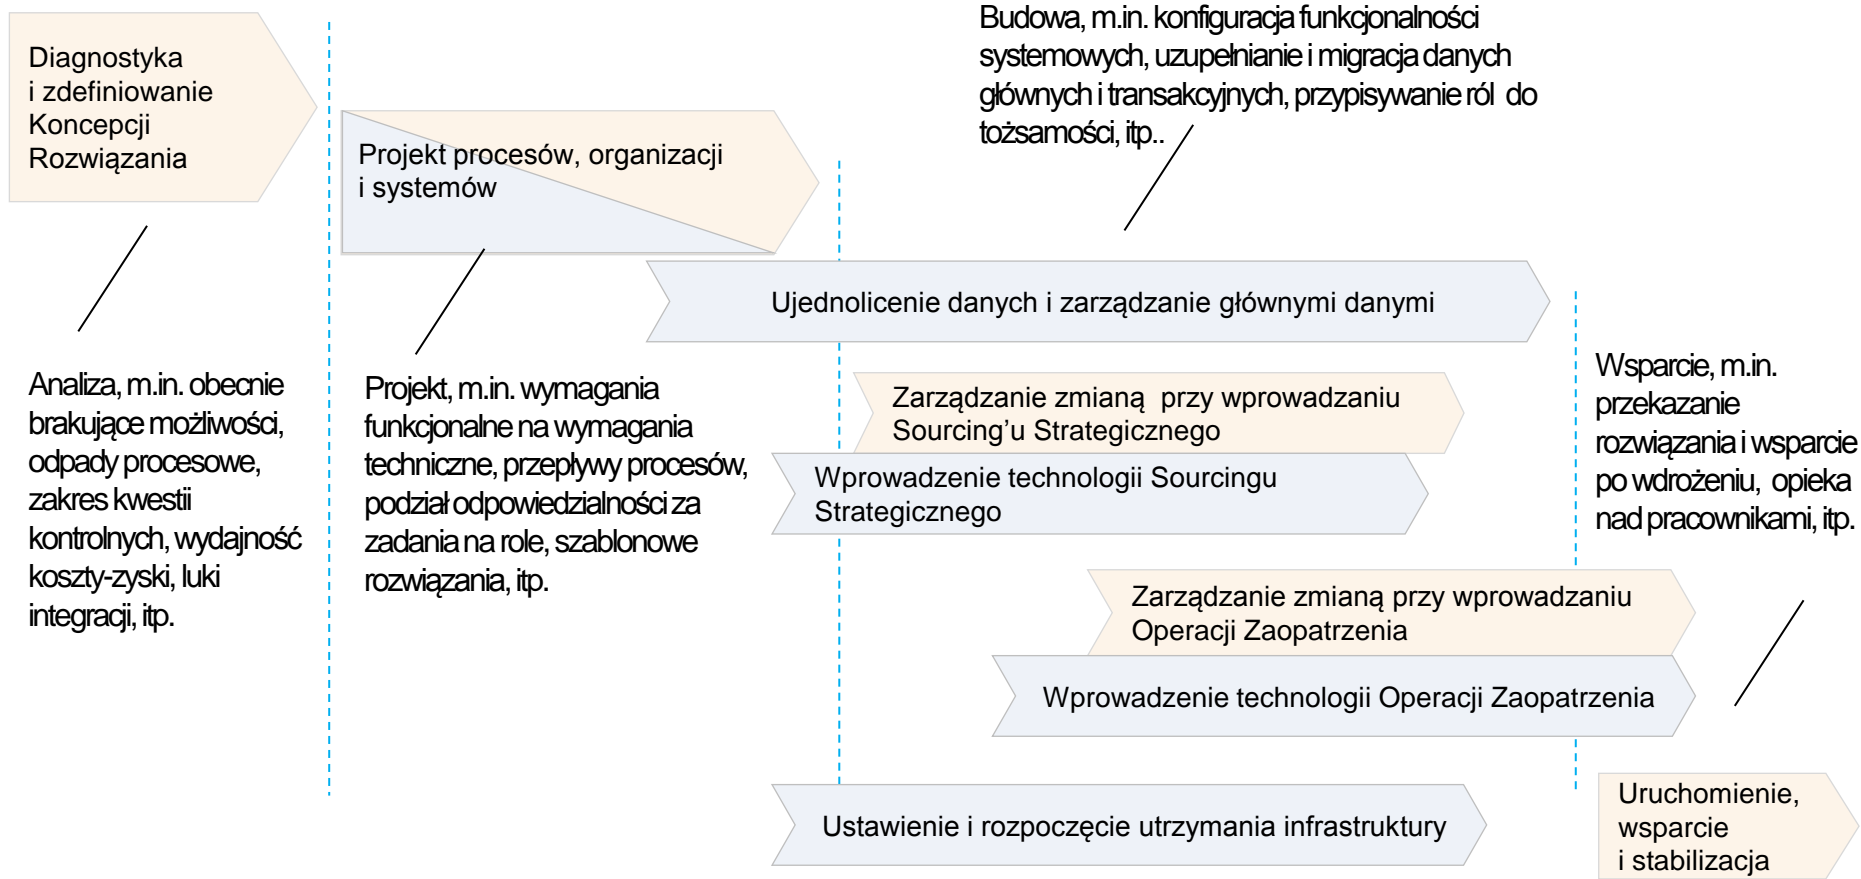 Diagnostyka
i zdefiniowanie
Koncepcji
Rozwiązania
Projekt procesów, organizacji
i systemów
Budowa, m.in. konfiguracja funkcjonalności
systemowych, uzupełnianie i migracja danych
głównych i transakcyjnych, przypisywanie ról do
tożsamości, itp..
Ujednolicenie danych i zarządzanie głównymi danymi
Analiza, m.in. obecnie
brakujące możliwości,
odpady procesowe,
zakres kwestii
kontrolnych, wydajność
koszty-zyski, luki
integracji, itp.
Projekt, m.in. wymagania
funkcjonalne na wymagania
techniczne, przepływy procesów,
podział odpowiedzialności za
zadania na role, szablonowe
rozwiązania, itp.
Zarządzanie zmianą przy wprowadzaniu
Sourcing’u Strategicznego
Wprowadzenie technologii Sourcingu
Strategicznego
Wsparcie, m.in.
przekazanie
rozwiązania i wsparcie
po wdrożeniu, opieka
nad pracownikami, itp.
Zarządzanie zmianą przy wprowadzaniu
Operacji Zaopatrzenia
Wprowadzenie technologii Operacji Zaopatrzenia
Ustawienie i rozpoczęcie utrzymania infrastruktury
Uruchomienie,
wsparcie
i stabilizacja